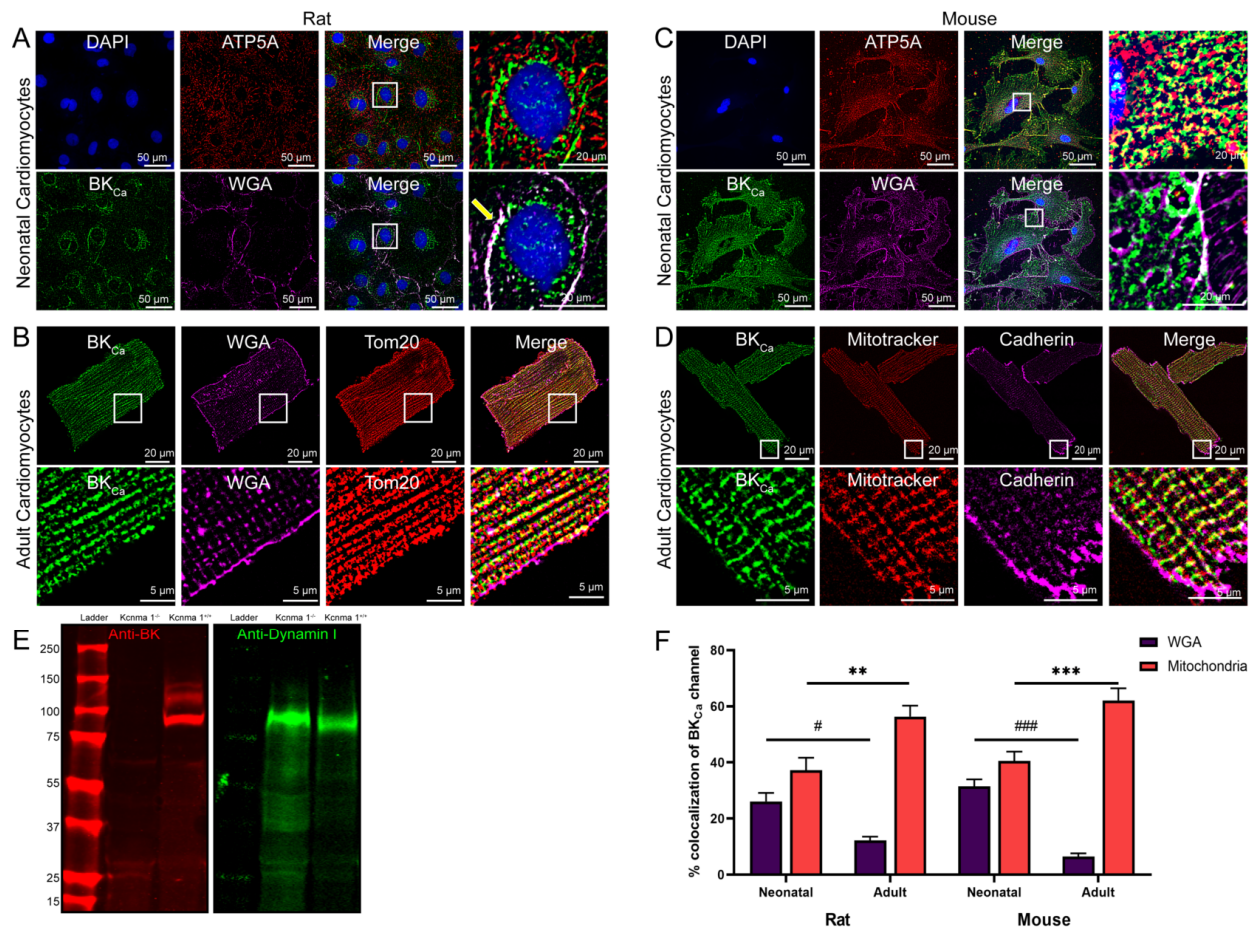 Rat
Mouse
A
Neonatal Cardiomyocytes
DAPI
ATP5A
Merge
50 µm
50 µm
50 µm
20 µm
BKCa
WGA
Merge
50 µm
50 µm
50 µm
20 µm
C
Neonatal Cardiomyocytes
DAPI
ATP5A
Merge
50 µm
50 µm
50 µm
20 µm
BKCa
WGA
Merge
50 µm
50 µm
50 µm
20 µm
B
Adult Cardiomyocytes
BKCa
WGA
Tom20
Merge
20 µm
20 µm
20 µm
20 µm
BKCa
WGA
Tom20
5 µm
5 µm
5 µm
5 µm
D
Adult Cardiomyocytes
BKCa
Mitotracker
Cadherin
Merge
20 µm
20 µm
20 µm
20 µm
BKCa
Mitotracker
Cadherin
5 µm
5 µm
5 µm
5 µm
E
Ladder Kcnma 1-/- Kcnma 1+/+
Anti-BK
Ladder Kcnma 1-/- Kcnma 1+/+
Anti-Dynamin I
250
150
100
75
55
37
25
15
F
WGA
Mitochondria
% colocalization of BKCa channel
80
60
40
20
0
**
***
#
###
Neonatal Adult Neonatal Adult
Rat Mouse